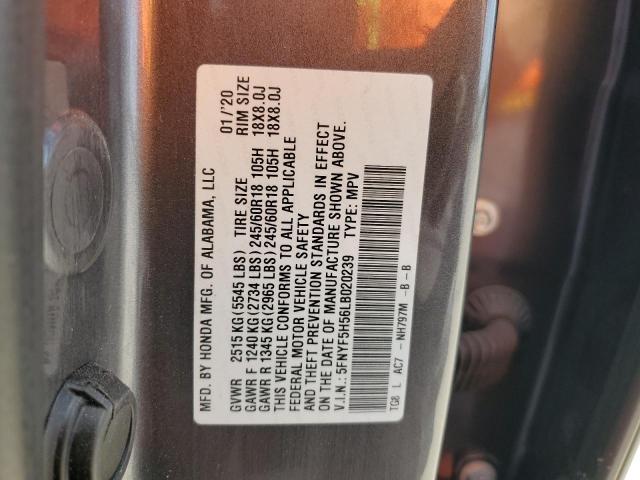 MFD. BY HONDA MFG. OF ALABAMA, LLC 01/'20
GVWR 2515 KG (5545 LBS) TIRE SIZE RIM SIZE
GAWR F 1240 KG (2734 LBS) 245/60R18 105H 18X8.0J
GAWR R 1345 KG (2965 LBS) 245/60R18 105H 18X8.0J
THIS VEHICLE CONFORMS TO ALL APPLICABLE
FEDERAL MOTOR VEHICLE SAFETY
AND THEFT PREVENTION STANDARDS IN EFFECT
ON THE DATE OF MANUFACTURE SHOWN ABOVE.
V.I.N.: 5FNYF5H56LB020239 TYPE: MPV
TG8 L AC7 - NH797M -B -B